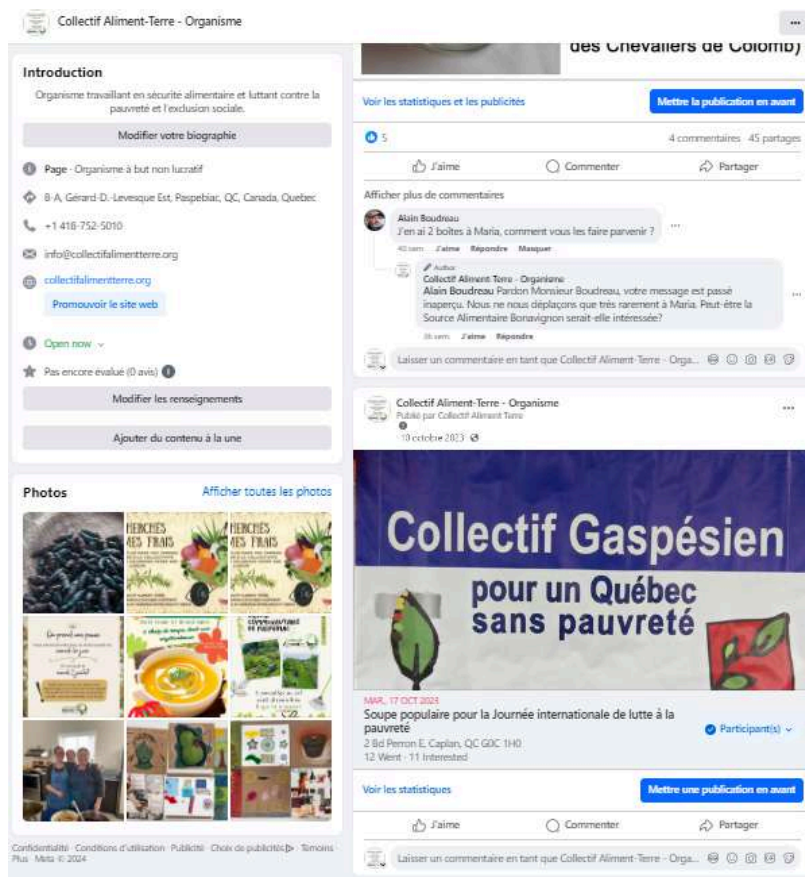 Collectif Aliment-Terre - Organisme
Introduction
Organisme travaillant en sécurité alimentaire et luttant contre la
pauvreté et l'exclusion sociale.
Modifier votre biographie
Page · Organisme à but non lucratif
8-A, Gérard-D.-Levesque Est, Paspebiac, QC, Canada, Quebec
+1 418-752-5010
info@collectifalimentterre.org
collectifalimentterre.org
Promouvoir le site web
Open now
Pas encore évalué (0 avis)
Modifier les renseignements
Ajouter du contenu à la une
Photos
Afficher toutes les photos
HERCHÉS
MES FRAIS
HERCHÉS
MES FRAIS
Confidentialité · Conditions d'utilisation · Publicité · Choix de publicités · Témoins ·
Plus · Meta © 2024
des Chevaliers de Colomb)
Voir les statistiques et les publicités
Mettre la publication en avant
5
4 commentaires 45 partages
J'aime
Commenter
Partager
Afficher plus de commentaires
Alain Boudreau
J'en ai 2 boîtes à Maria, comment vous les faire parvenir ?
40 sem J'aime Répondre Masquer
Author
Collectif Aliment-Terre - Organisme
Alain Boudreau Pardon Monsieur Boudreau, votre message est passé
inaperçu. Nous ne nous déplaçons que très rarement à Maria. Peut-être la
Source Alimentaire Bonavignon serait-elle intéressée?
J'aime Répondre
Laisser un commentaire en tant que Collectif Aliment-Terre - Orga...
Collectif Aliment-Terre - Organisme
Publié par Collectif Aliment Terre
10 octobre 2023
Collectif Gaspésien
pour un Québec
sans pauvreté
MAR., 17 OCT 2023
Soupe populaire pour la Journée internationale de lutte à la
pauvreté
2 Bd Perron E, Caplan, QC G0C 1H0
12 Went · 11 Interested
Participant(s)
Voir les statistiques
Mettre une publication en avant
J'aime
Commenter
Partager
Laisser un commentaire en tant que Collectif Aliment-Terre - Orga...